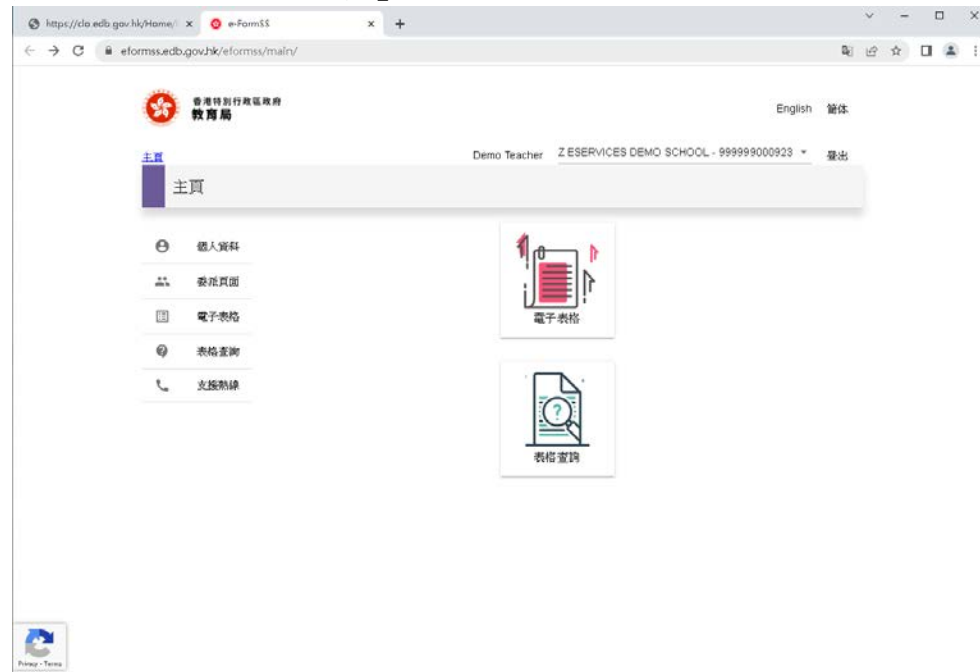 https://clo.edb.gov.hk/Home/
e-FormSS
eformss.edb.gov.hk/eformss/main/
香港特別行政區政府
教育局
English 简体
主頁
Demo Teacher Z ESERVICES DEMO SCHOOL - 999999000923 登出
主頁
個人資料
委派頁面
電子表格
表格查詢
支援熱線
電子表格
表格查詢
Privacy - Terms